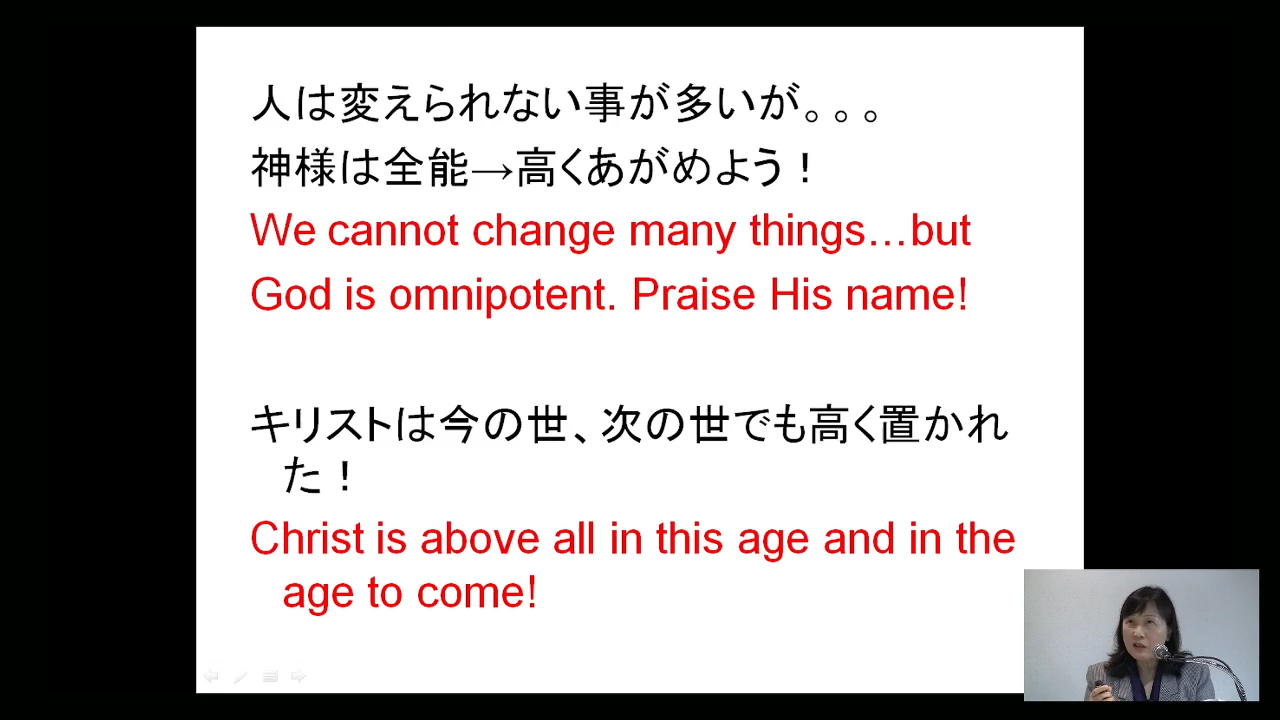 人は変えられない事が多いが。。。
神様は全能→高くあがめよう！
We cannot change many things…but
God is omnipotent. Praise His name!
キリストは今の世、次の世でも高く置かれ
た！
Christ is above all in this age and in the
age to come!